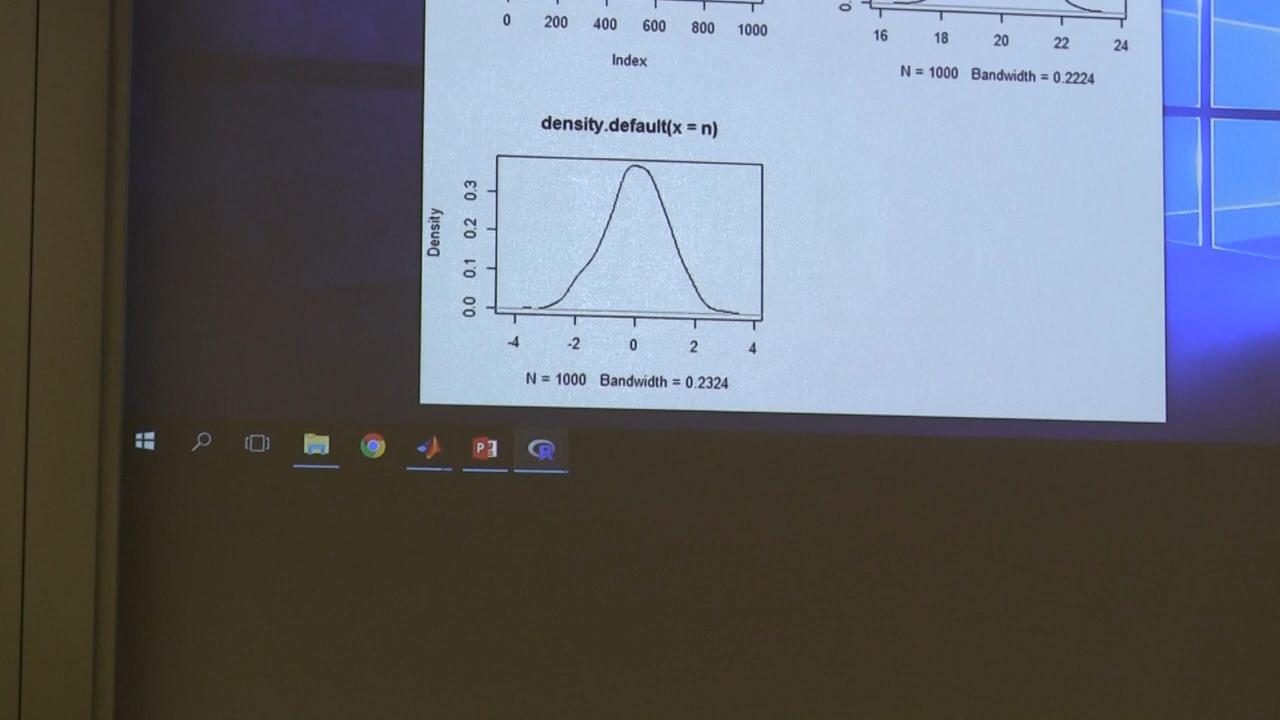 0 200 400 600 800 1000
Index
16 18 20 22 24
N = 1000 Bandwidth = 0.2224
density.default(x = n)
Density
0.0 0.1 0.2 0.3
-4 -2 0 2 4
N = 1000 Bandwidth = 0.2324
P
R